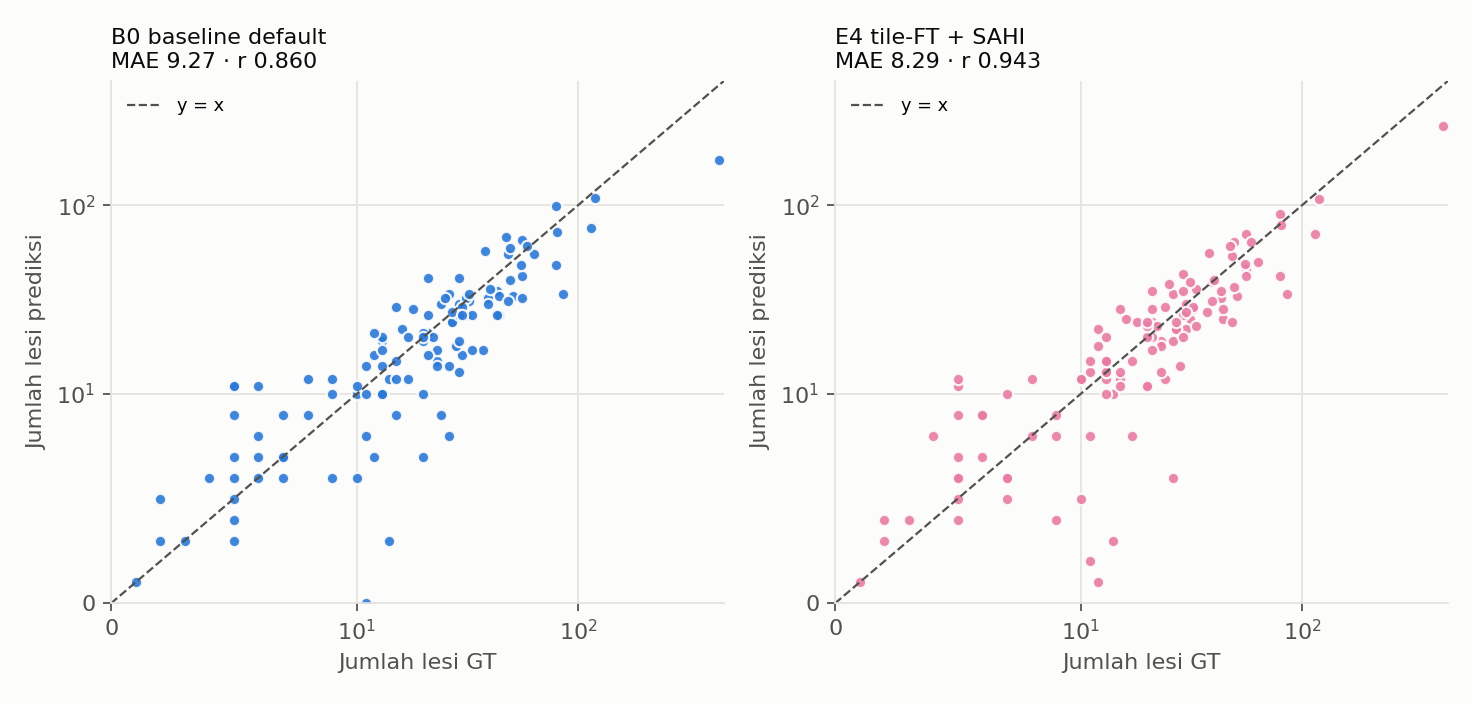 B0 baseline default
MAE 9.27 · r 0.860
y = x
10²
10¹
0
Jumlah lesi prediksi
0
10¹
10²
Jumlah lesi GT
E4 tile-FT + SAHI
MAE 8.29 · r 0.943
y = x
10²
10¹
0
Jumlah lesi prediksi
0
10¹
10²
Jumlah lesi GT